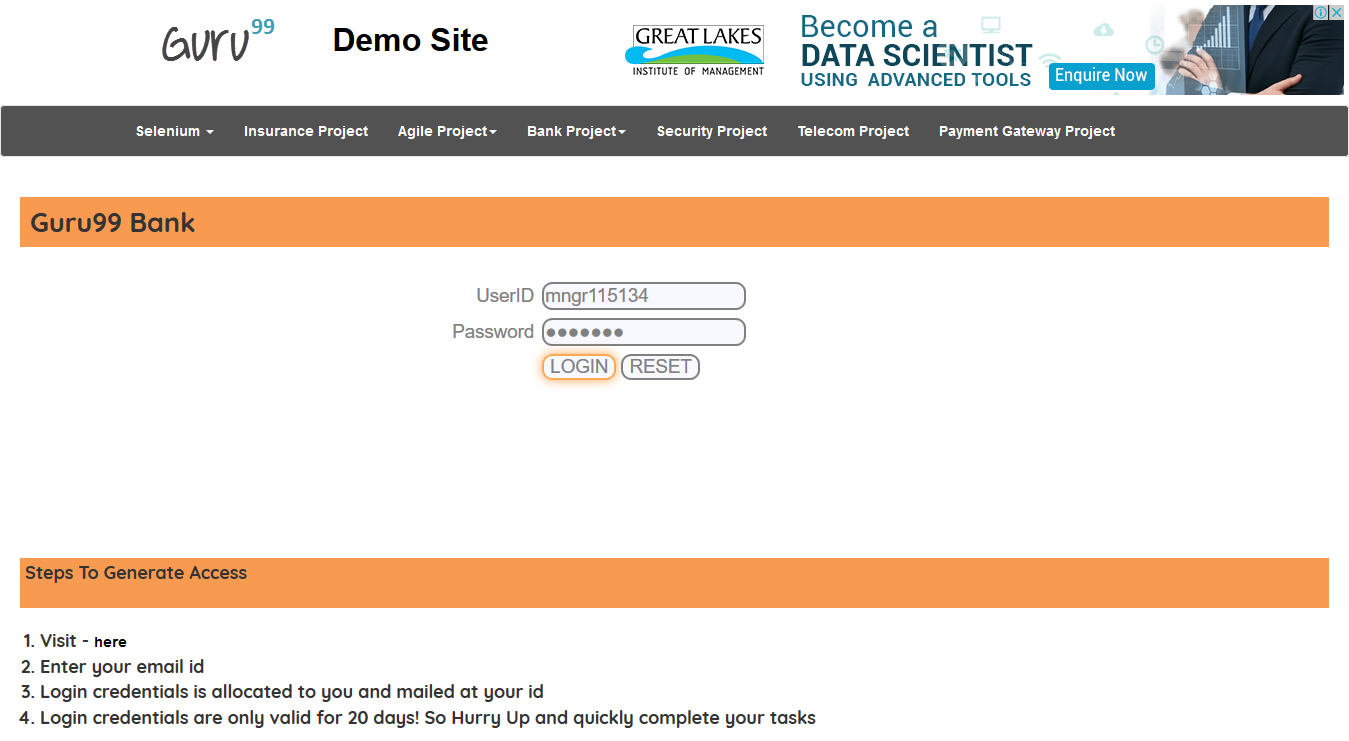 Guru99
Demo Site
GREAT LAKES
INSTITUTE OF MANAGEMENT
Become a
DATA SCIENTIST
USING ADVANCED TOOLS
Enquire Now
Selenium Insurance Project Agile Project Bank Project Security Project Telecom Project Payment Gateway Project
Guru99 Bank
UserID mngr115134
Password •••••••
LOGIN RESET
Steps To Generate Access
1. Visit - here
2. Enter your email id
3. Login credentials is allocated to you and mailed at your id
4. Login credentials are only valid for 20 days! So Hurry Up and quickly complete your tasks